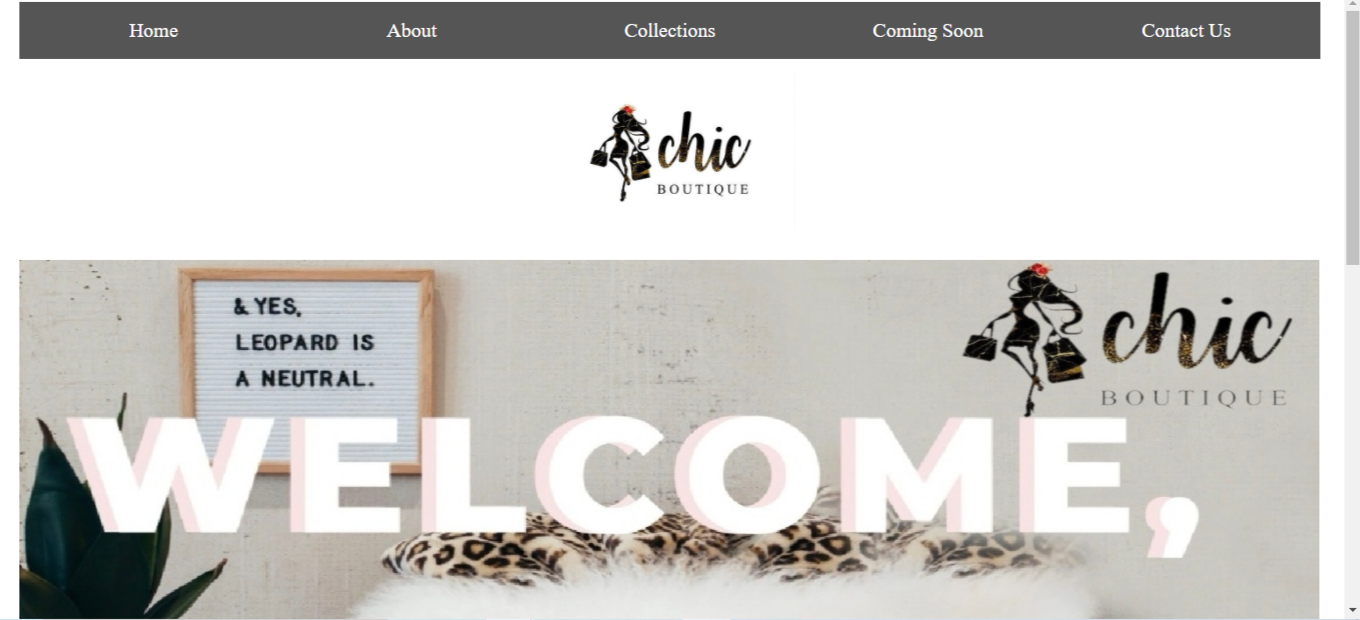 Home About Collections Coming Soon Contact Us
chic
BOUTIQUE
& YES,
LEOPARD IS
A NEUTRAL.
chic
BOUTIQUE
WELCOME,